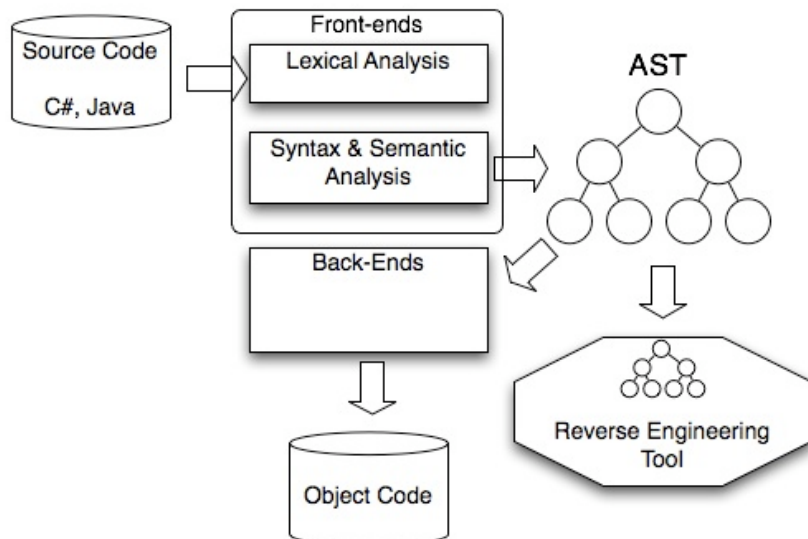 Source Code
C#, Java
Front-ends
Lexical Analysis
Syntax & Semantic
Analysis
AST
Back-Ends
Reverse Engineering
Tool
Object Code